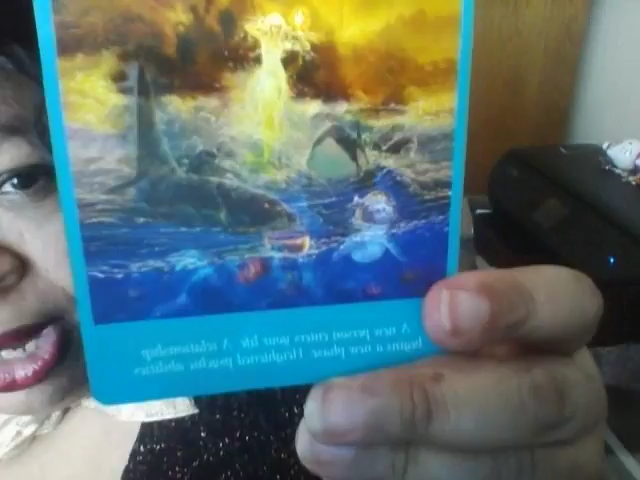 A new person enters your life. A relationship
begins a new phase. Heightened psychic abilities